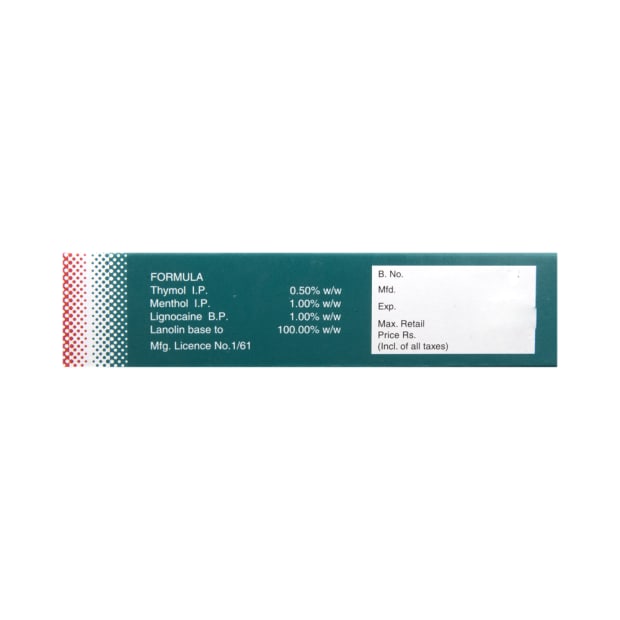 FORMULA
Thymol I.P. 0.50% w/w
Menthol I.P. 1.00% w/w
Lignocaine B.P. 1.00% w/w
Lanolin base to 100.00% w/w
Mfg. Licence No.1/61
B. No.
Mfd.
Exp.
Max. Retail
Price Rs.
(Incl. of all taxes)